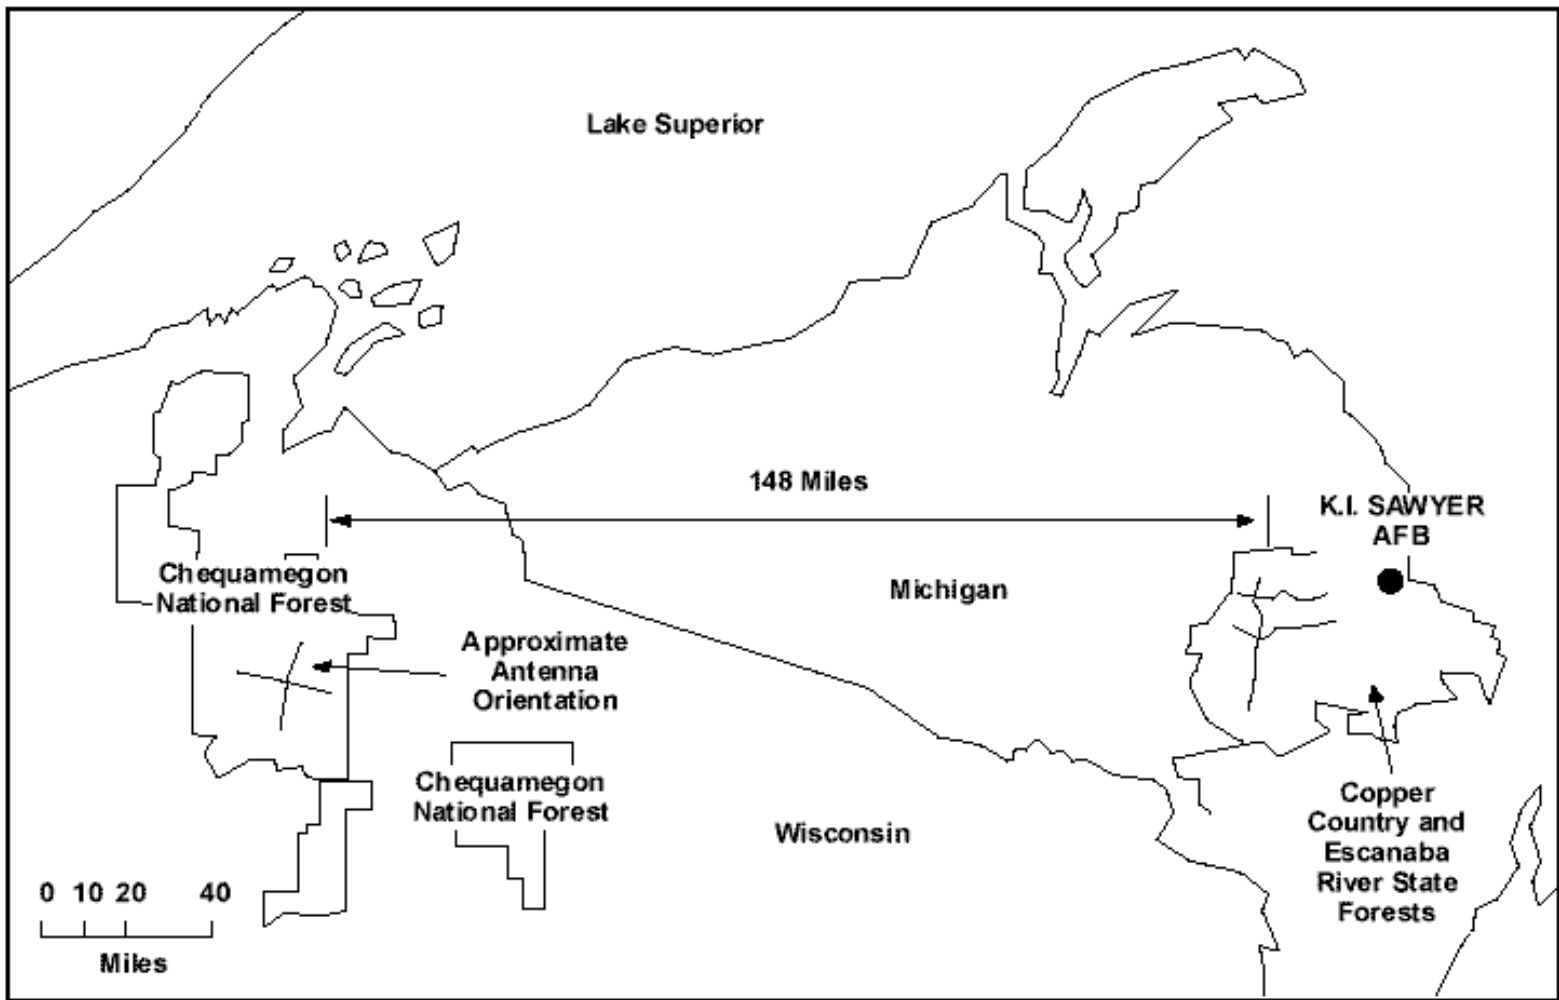 Lake Superior
148 Miles
K.I. SAWYER
AFB
Chequamegon
National Forest
Michigan
Approximate
Antenna
Orientation
Chequamegon
National Forest
Wisconsin
Copper
Country and
Escanaba
River State
Forests
0 10 20 40
Miles